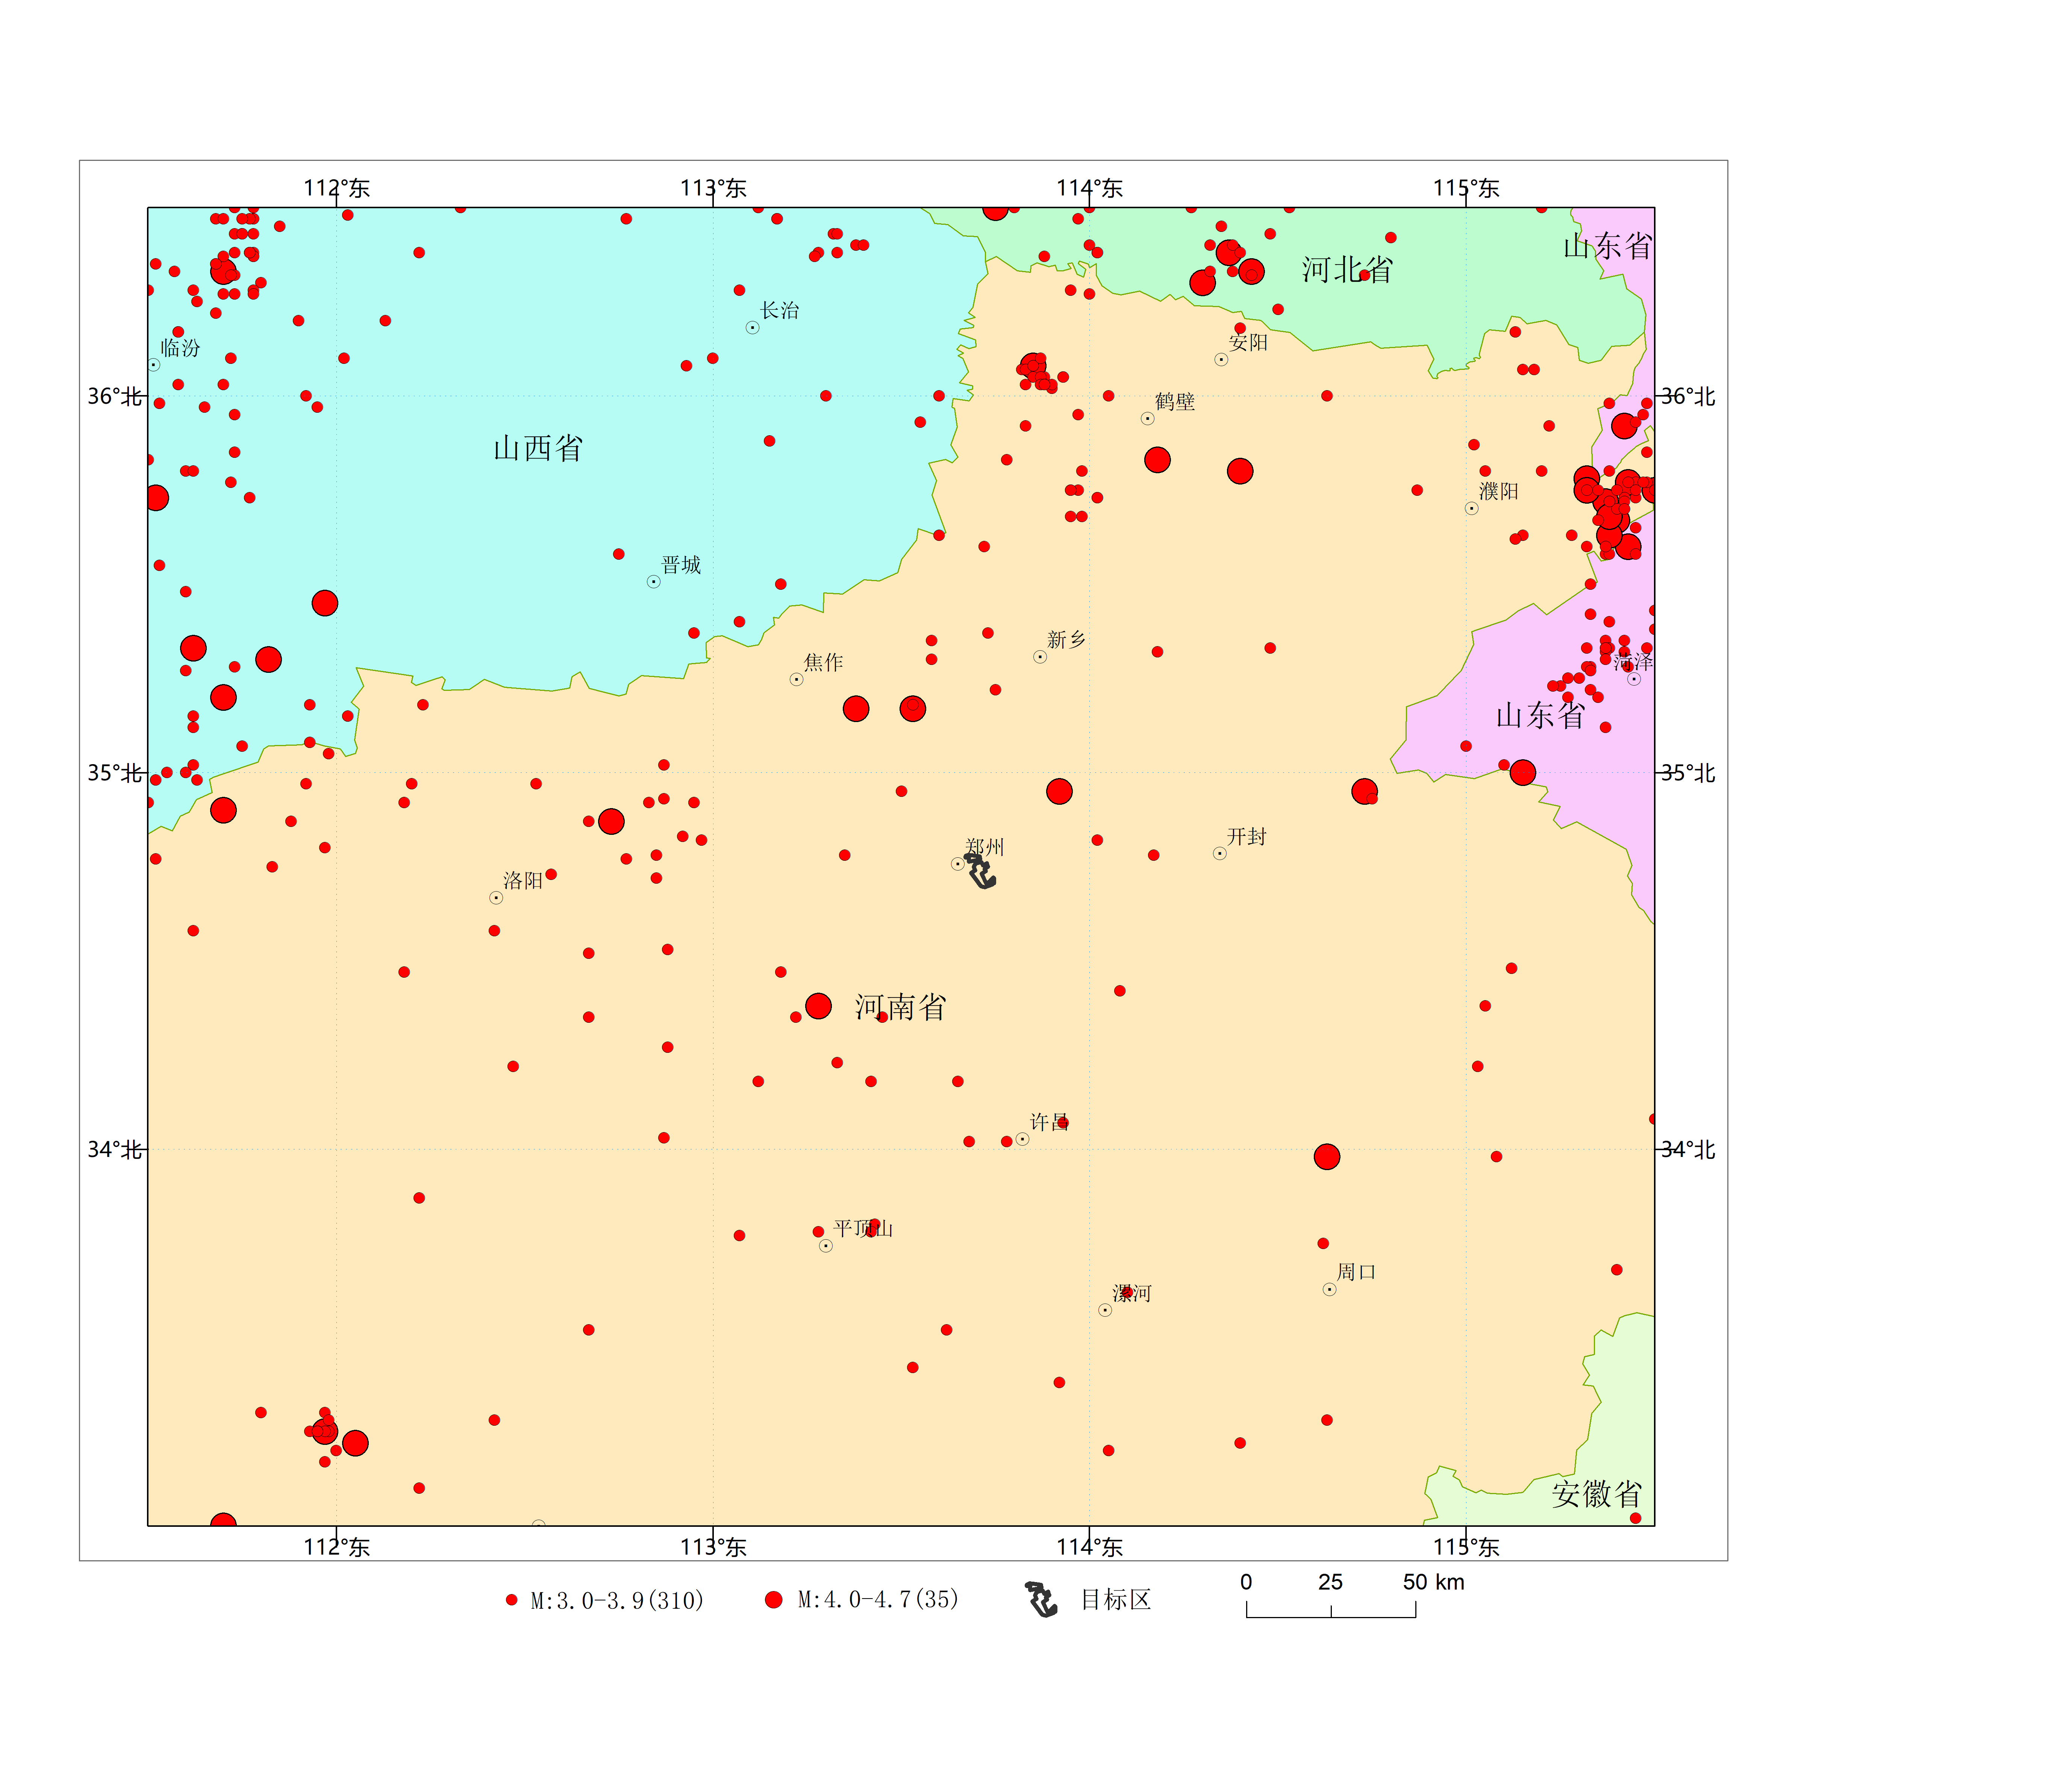 112°东
113°东
114°东
115°东
山东省
河北省
长治
临汾
安阳
36°北
36°北
鹤壁
山西省
濮阳
晋城
新乡
焦作
菏泽
山东省
35°北
35°北
开封
郑州
洛阳
河南省
许昌
34°北
34°北
平顶山
周口
漯河
安徽省
112°东
113°东
114°东
115°东
0 25 50 km
M:3.0-3.9(310)
M:4.0-4.7(35)
目标区